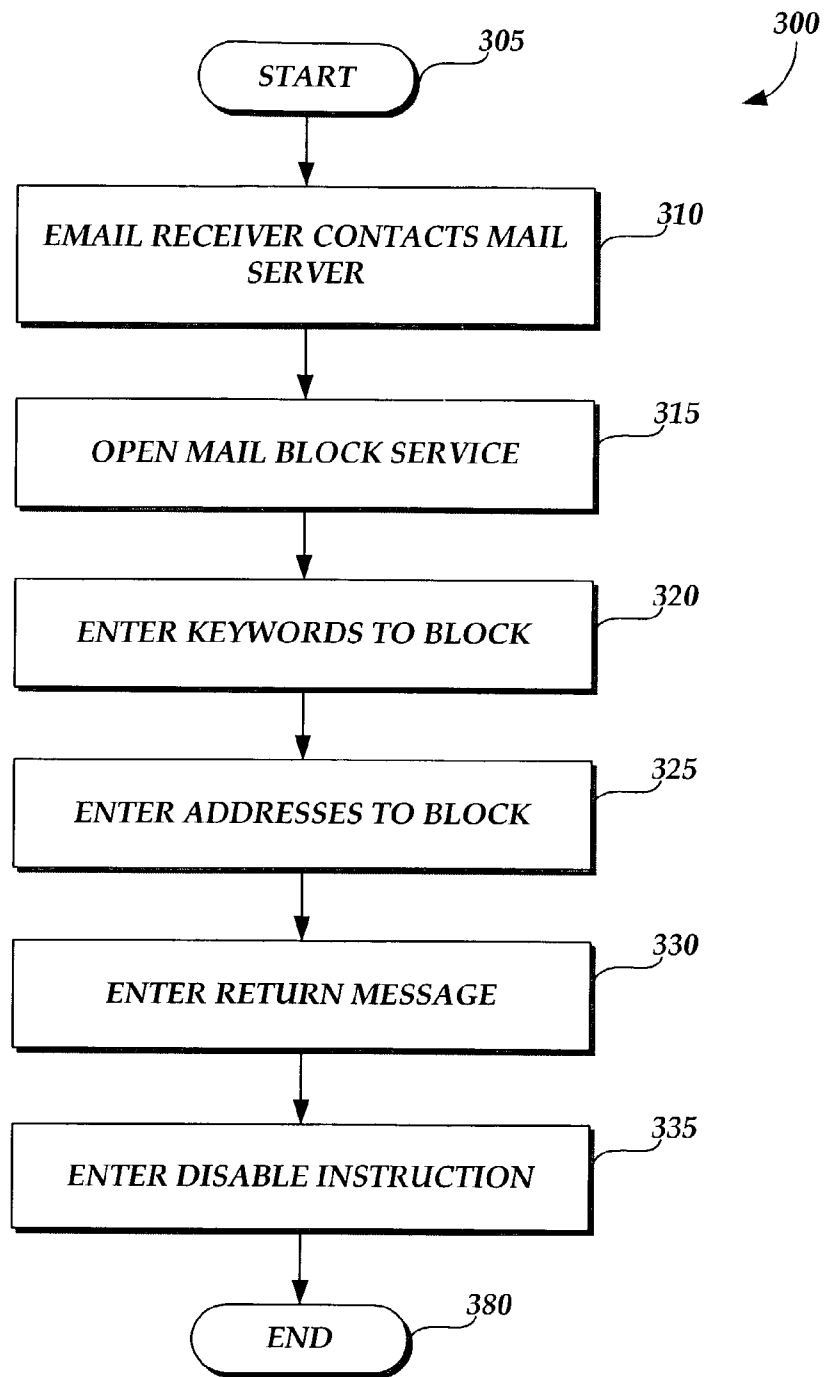 300
START
305
EMAIL RECEIVER CONTACTS MAIL
SERVER
310
OPEN MAIL BLOCK SERVICE
315
ENTER KEYWORDS TO BLOCK
320
ENTER ADDRESSES TO BLOCK
325
ENTER RETURN MESSAGE
330
ENTER DISABLE INSTRUCTION
335
END
380